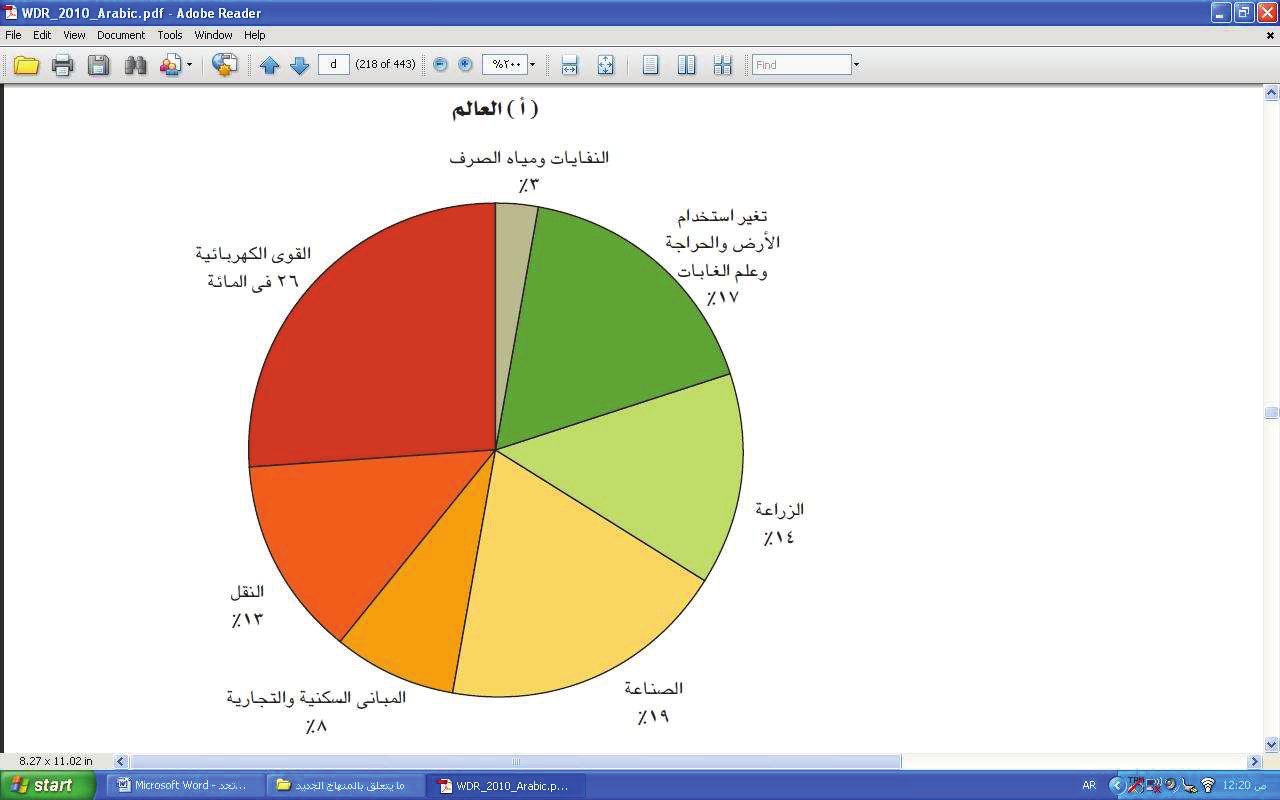 WDR_2010_Arabic.pdf - Adobe Reader
File Edit View Document Tools Window Help
d (218 of 443) %٢٠٠ Find
(أ) العالم
النفايات ومياه الصرف
٣٪
تغير استخدام
الأرض والحراجة
وعلم الغابات
١٧٪
القوى الكهربائية
٢٦ فى المائة
الزراعة
١٤٪
النقل
١٣٪
الصناعة
١٩٪
المبانى السكنية والتجارية
٨٪
8.27 x 11.02 in
start Microsoft Word - تحد... ما يتعلق بالمنهاج الجديد WDR_2010_Arabic.p... AR 12:20 ص